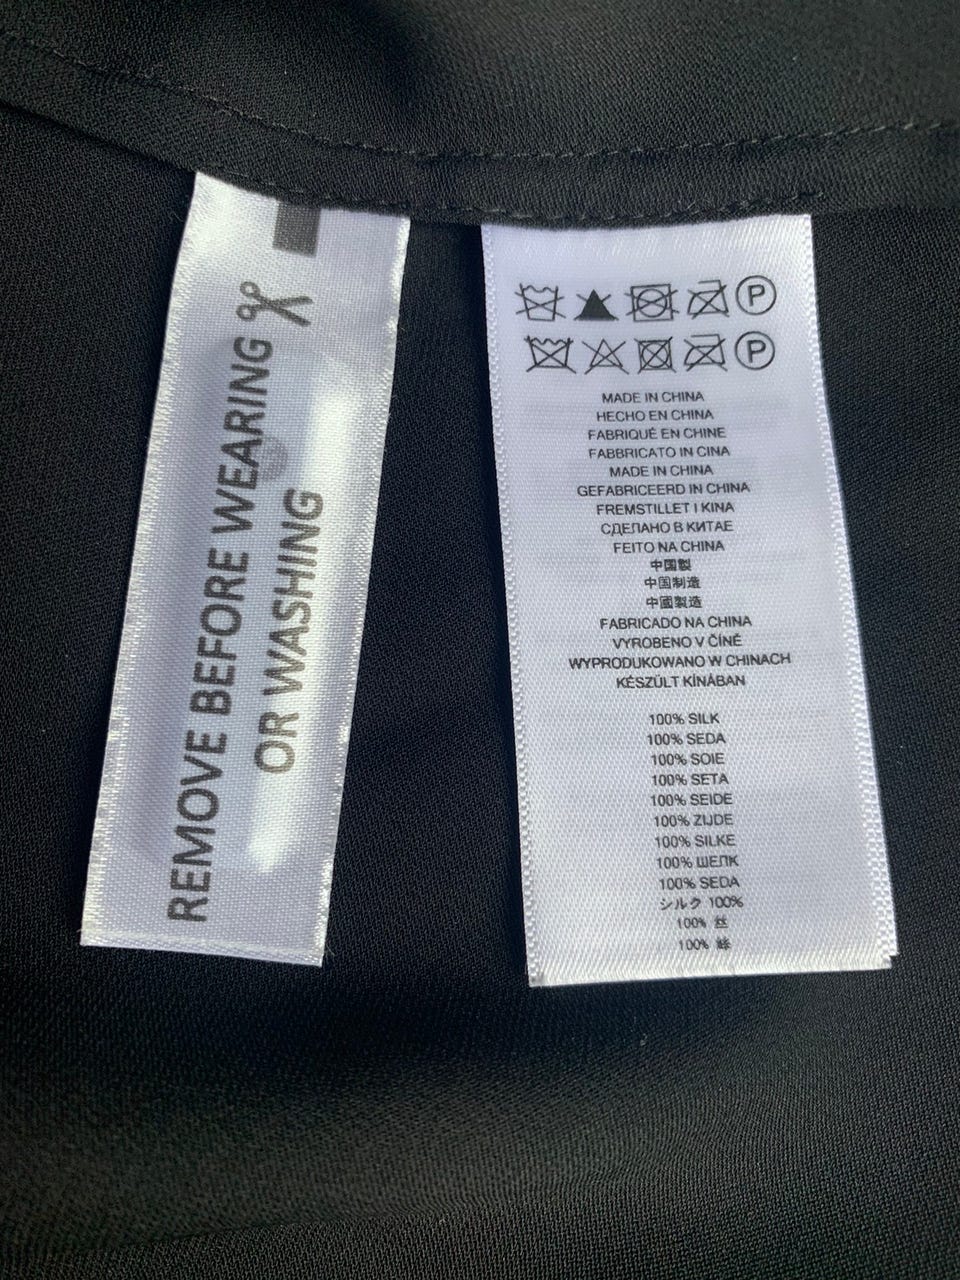 REMOVE BEFORE WEARING
OR WASHING
P
P
MADE IN CHINA
HECHO EN CHINA
FABRIQUÉ EN CHINE
FABBRICATO IN CINA
MADE IN CHINA
GEFABRICEERD IN CHINA
FREMSTILLET I KINA
СДЕЛАНО В КИТАЕ
FEITO NA CHINA
中国製
中国制造
中國製造
FABRICADO NA CHINA
VYROBENO V ČÍNĚ
WYPRODUKOWANO W CHINACH
KÉSZÜLT KÍNÁBAN
100% SILK
100% SEDA
100% SOIE
100% SETA
100% SEIDE
100% ZIJDE
100% SILKE
100% ШЕЛК
100% SEDA
シルク 100%
100% 丝
100% 絲